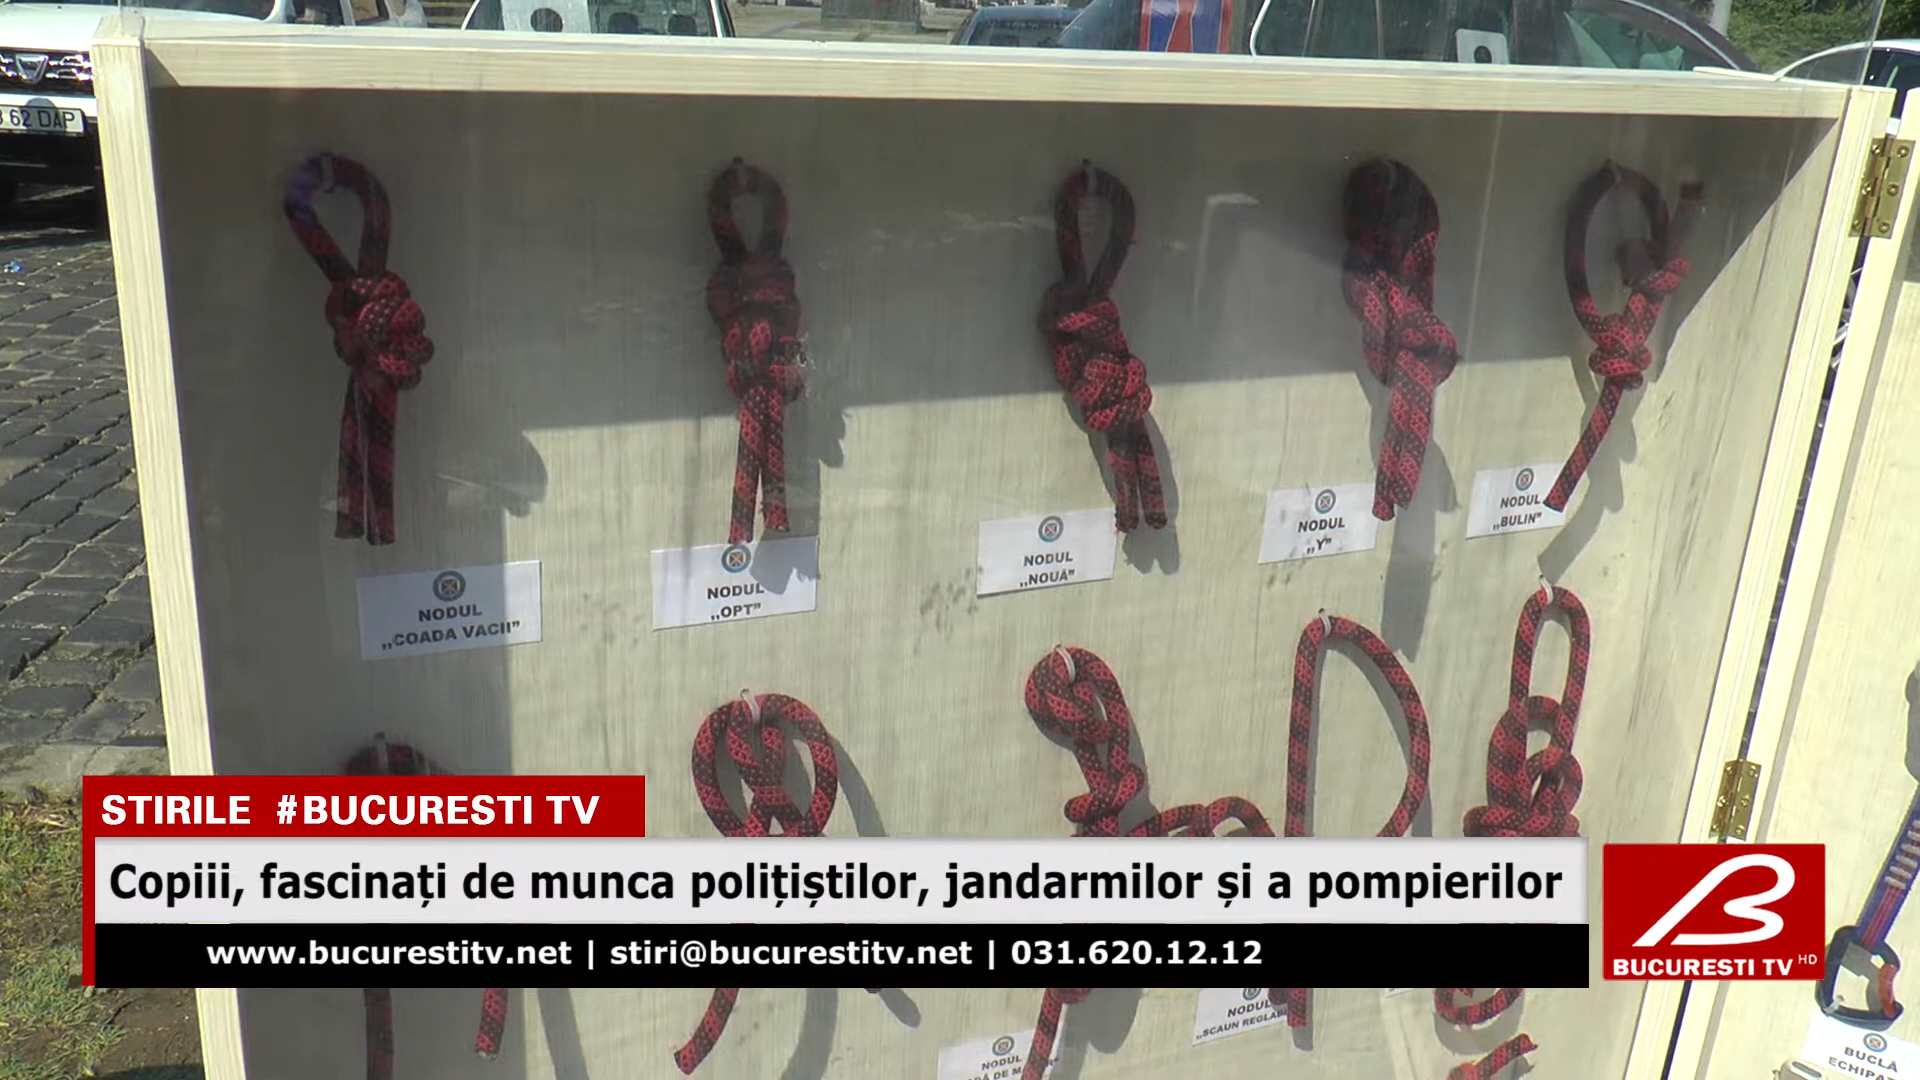 62 DAP
NODUL
„COADA VACII”
NODUL
„OPT”
NODUL
„NOUĂ”
NODUL
„Y”
NODUL
„BULIN”
STIRILE #BUCURESTI TV
Copiii, fascinați de munca polițiștilor, jandarmilor și a pompierilor
www.bucurestitv.net | stiri@bucurestitv.net | 031.620.12.12
BUCURESTI TV HD
NODUL
„SCAUN
NODUL
DE
BUCLĂ